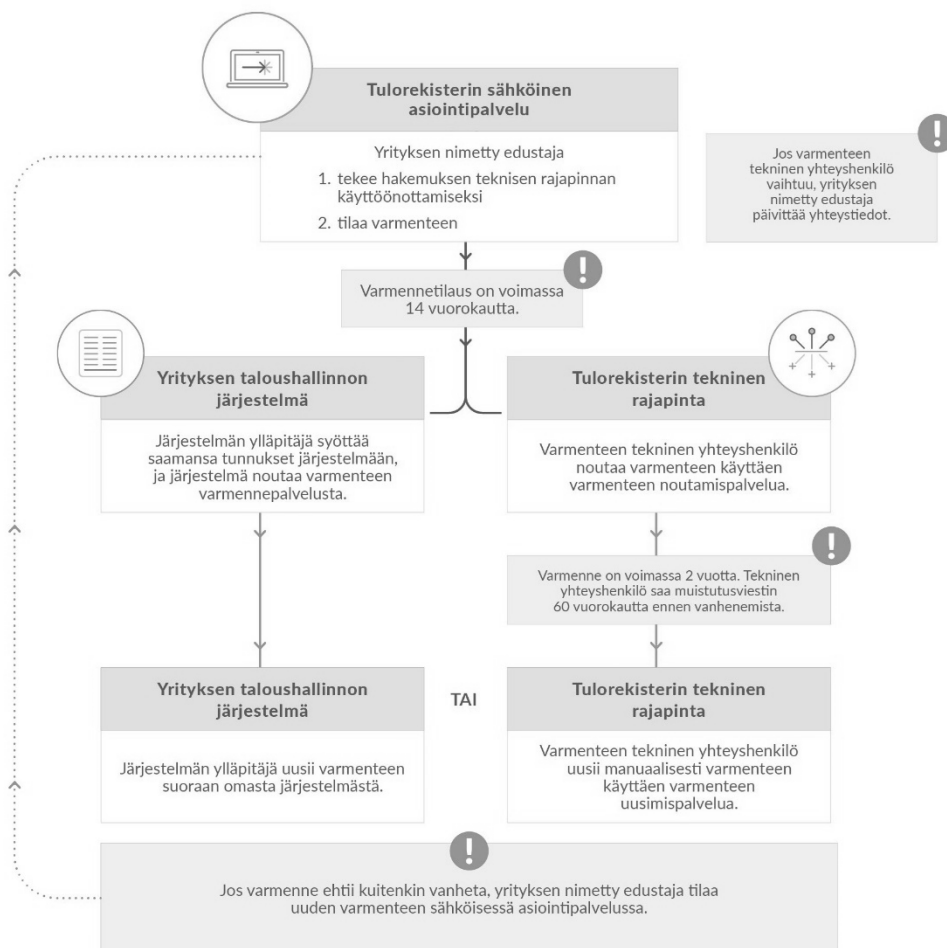 Tulorekisterin sähköinen
asiointipalvelu
Yrityksen nimetty edustaja
1. tekee hakemuksen teknisen rajapinnan
käyttöönottamiseksi
2. tilaa varmenteen
!
Jos varmenteen
tekninen yhteyshenkilö
vaihtuu, yrityksen
nimetty edustaja
päivittää yhteystiedot.
!
Varmennetilaus on voimassa
14 vuorokautta.
Yrityksen taloushallinnon
järjestelmä
Järjestelmän ylläpitäjä syöttää
saamansa tunnukset järjestelmään,
ja järjestelmä noutaa varmenteen
varmennepalvelusta.
Tulorekisterin tekninen
rajapinta
Varmenteen tekninen yhteyshenkilö
noutaa varmenteen käyttäen
varmenteen noutamispalvelua.
!
Varmenne on voimassa 2 vuotta. Tekninen
yhteyshenkilö saa muistutusviestin
60 vuorokautta ennen vanhenemista.
Yrityksen taloushallinnon
järjestelmä
Järjestelmän ylläpitäjä uusii varmenteen
suoraan omasta järjestelmästä.
TAI
Tulorekisterin tekninen
rajapinta
Varmenteen tekninen yhteyshenkilö
uusii manuaalisesti varmenteen
käyttäen varmenteen
uusimispalvelua.
!
Jos varmenne ehtii kuitenkin vanheta, yrityksen nimetty edustaja tilaa
uuden varmenteen sähköisessä asiointipalvelussa.